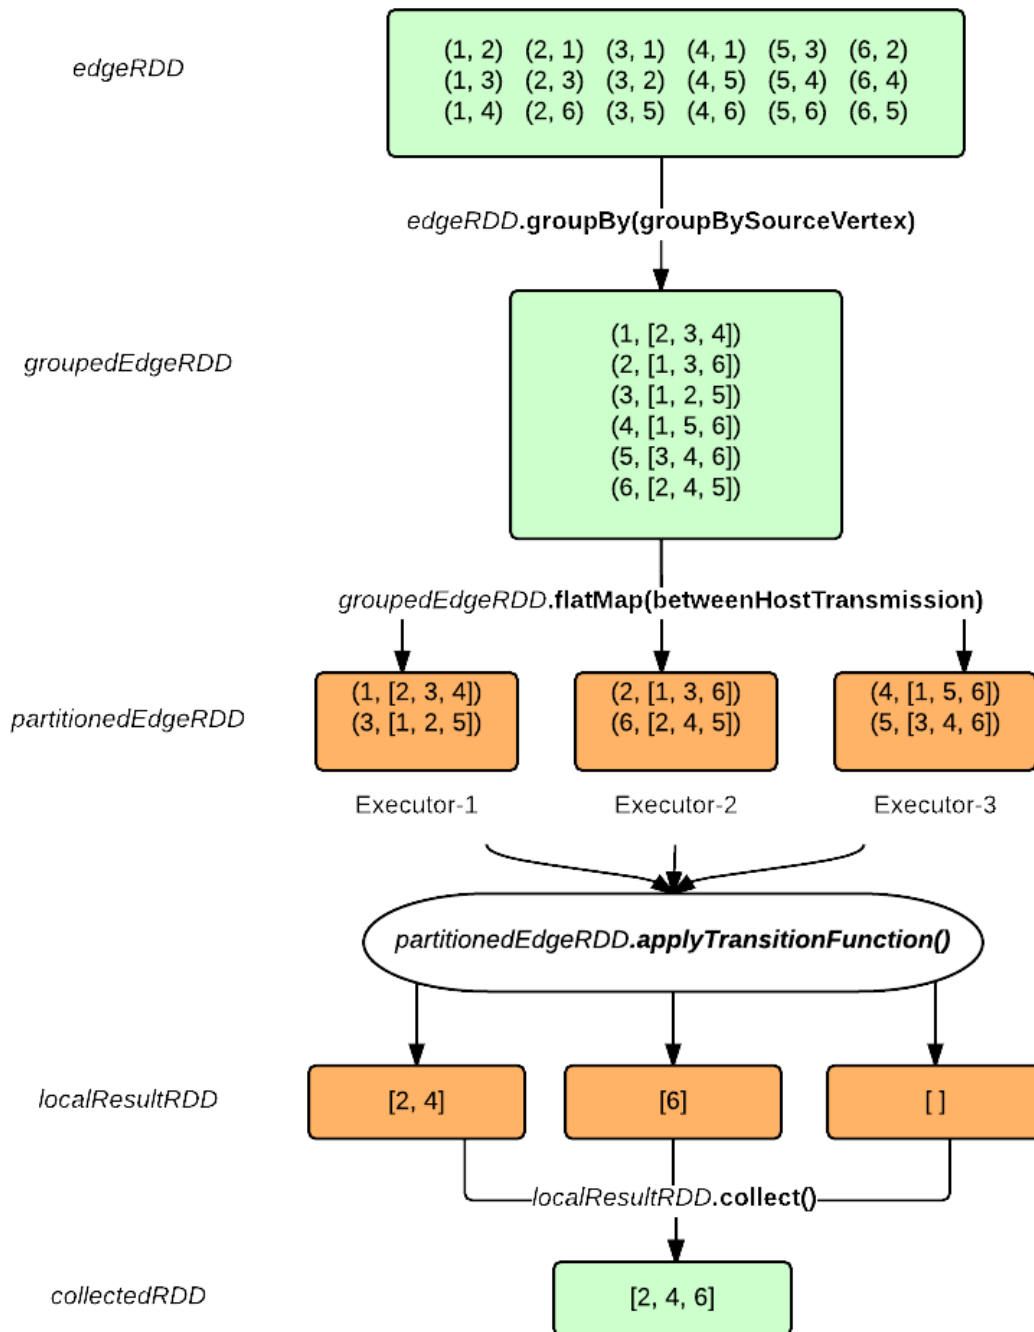 edgeRDD
(1, 2) (2, 1) (3, 1) (4, 1) (5, 3) (6, 2)
(1, 3) (2, 3) (3, 2) (4, 5) (5, 4) (6, 4)
(1, 4) (2, 6) (3, 5) (4, 6) (5, 6) (6, 5)
edgeRDD.groupBy(groupBySourceVertex)
groupedEdgeRDD
(1, [2, 3, 4])
(2, [1, 3, 6])
(3, [1, 2, 5])
(4, [1, 5, 6])
(5, [3, 4, 6])
(6, [2, 4, 5])
groupedEdgeRDD.flatMap(betweenHostTransmission)
partitionedEdgeRDD
(1, [2, 3, 4])
(3, [1, 2, 5])
(2, [1, 3, 6])
(6, [2, 4, 5])
(4, [1, 5, 6])
(5, [3, 4, 6])
Executor-1
Executor-2
Executor-3
partitionedEdgeRDD.applyTransitionFunction()
localResultRDD
[2, 4]
[6]
[ ]
localResultRDD.collect()
collectedRDD
[2, 4, 6]